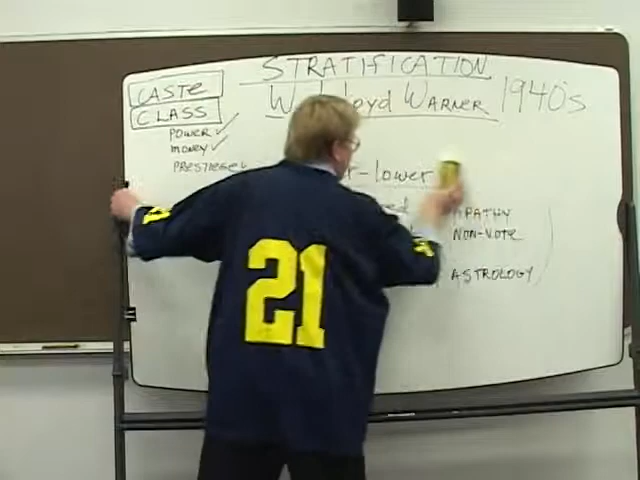 STRATIFICATION
CASTE
W. Lloyd WARNER 1940's
CLASS
POWER ✓
MONEY ✓
PRESTIGE
-lower
APATHY
NON-VOTE
ASTROLOGY
21